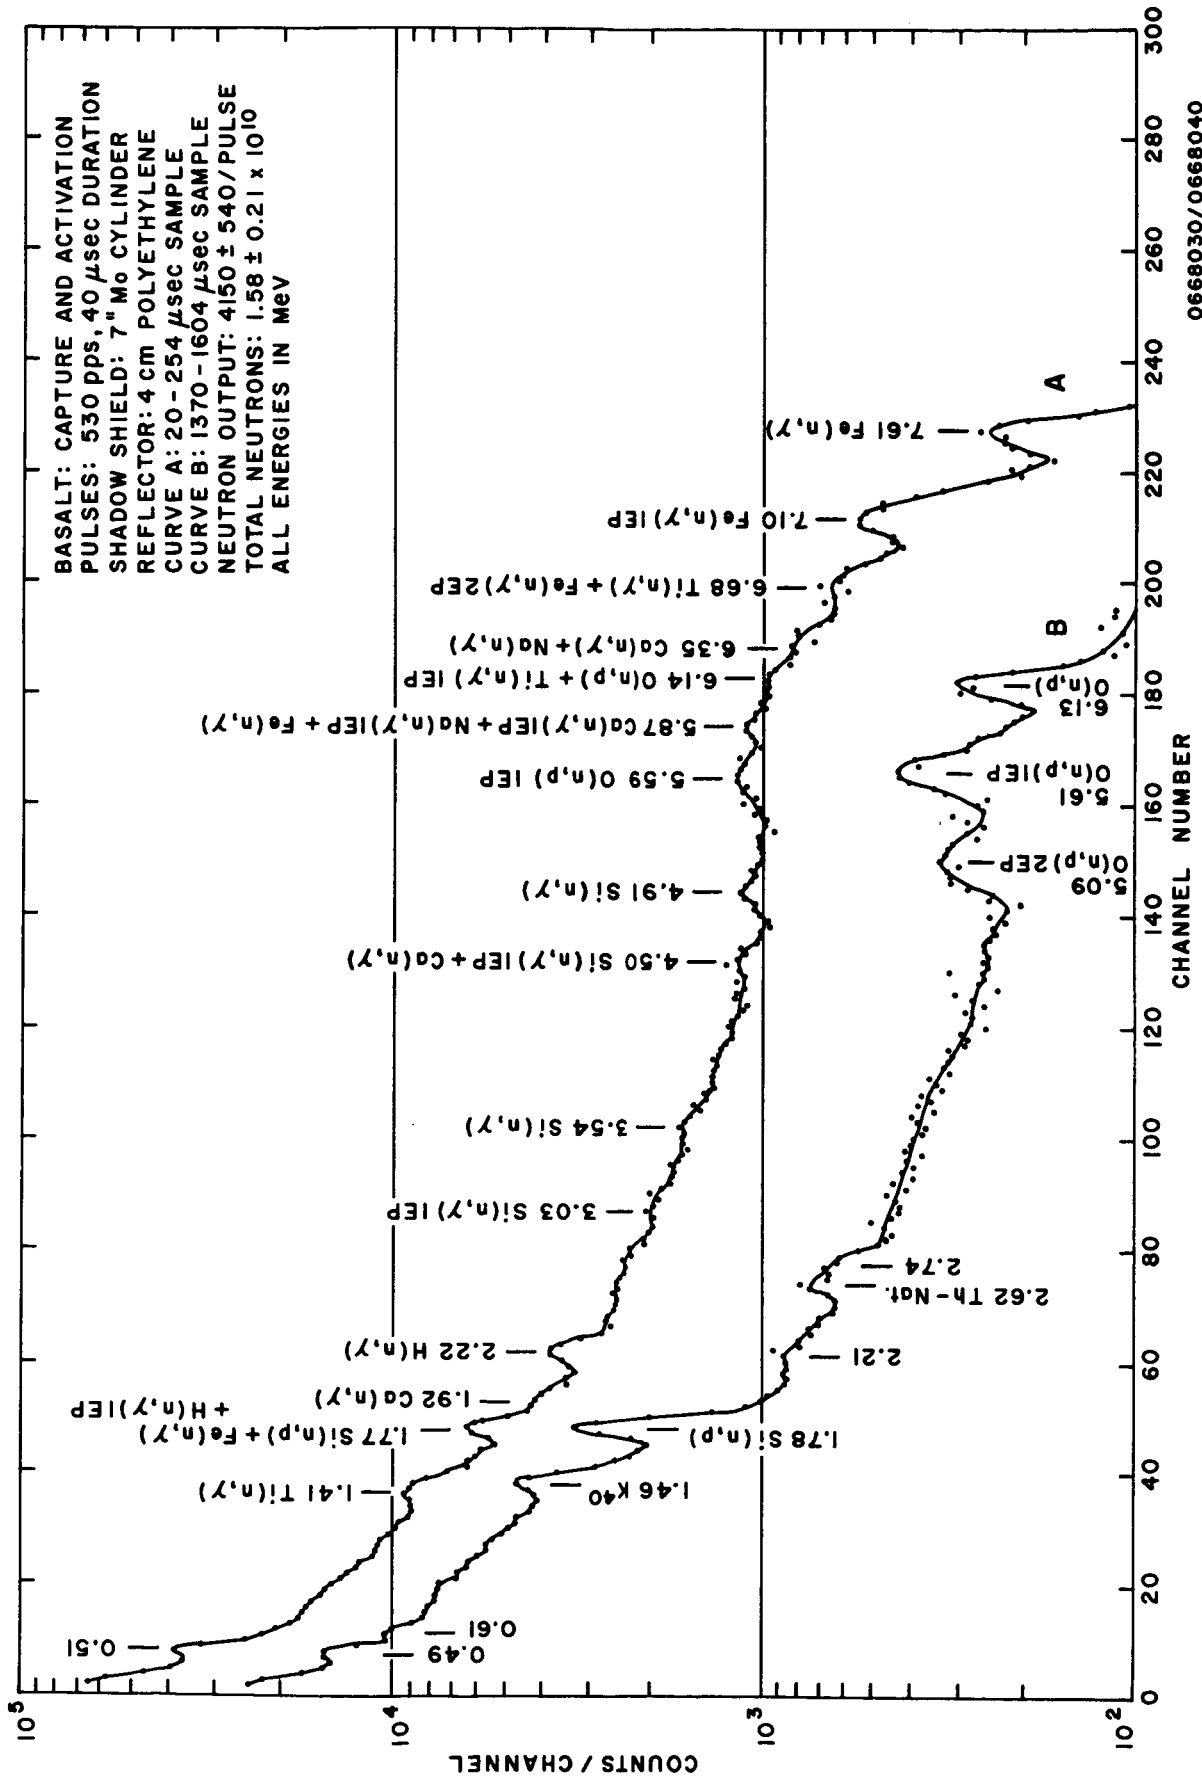 BASALT: CAPTURE AND ACTIVATION
PULSES: 530 pps, 40 μsec DURATION
SHADOW SHIELD: 7" Mo CYLINDER
REFLECTOR: 4 cm POLYETHYLENE
CURVE A: 20-254 μsec SAMPLE
CURVE B: 1370-1604 μsec SAMPLE
NEUTRON OUTPUT: 4150 ± 540/PULSE
TOTAL NEUTRONS: 1.58 ± 0.21 x 10¹⁰
ALL ENERGIES IN MeV
10⁵
10⁴
10³
10²
COUNTS / CHANNEL
0.51
1.41 Ti(n,γ)
1.77 Si(n,p) + Fe(n,γ)
+ H(n,γ) IEP
1.92 Ca(n,γ)
2.22 H(n,γ)
3.03 Si(n,γ) IEP
3.54 Si(n,γ)
4.50 Si(n,γ) IEP + Ca(n,γ)
4.91 Si(n,γ)
5.59 O(n,p) IEP
5.87 Ca(n,γ) IEP + Na(n,γ) IEP + Fe(n,γ)
6.14 O(n,p) + Ti(n,γ) IEP
6.35 Ca(n,γ) + Na(n,γ)
6.68 Ti(n,γ) + Fe(n,γ) 2EP
7.10 Fe(n,γ) IEP
7.61 Fe(n,γ)
A
0.49
0.61
1.46 K⁴⁰
1.78 Si(n,p)
2.21
2.62 Th-Nat.
2.74
5.09
O(n,p) 2EP
5.61
O(n,p) IEP
6.13
O(n,p)
B
0 20 40 60 80 100 120 140 160 180 200 220 240 260 280 300
CHANNEL NUMBER
0668030/0668040